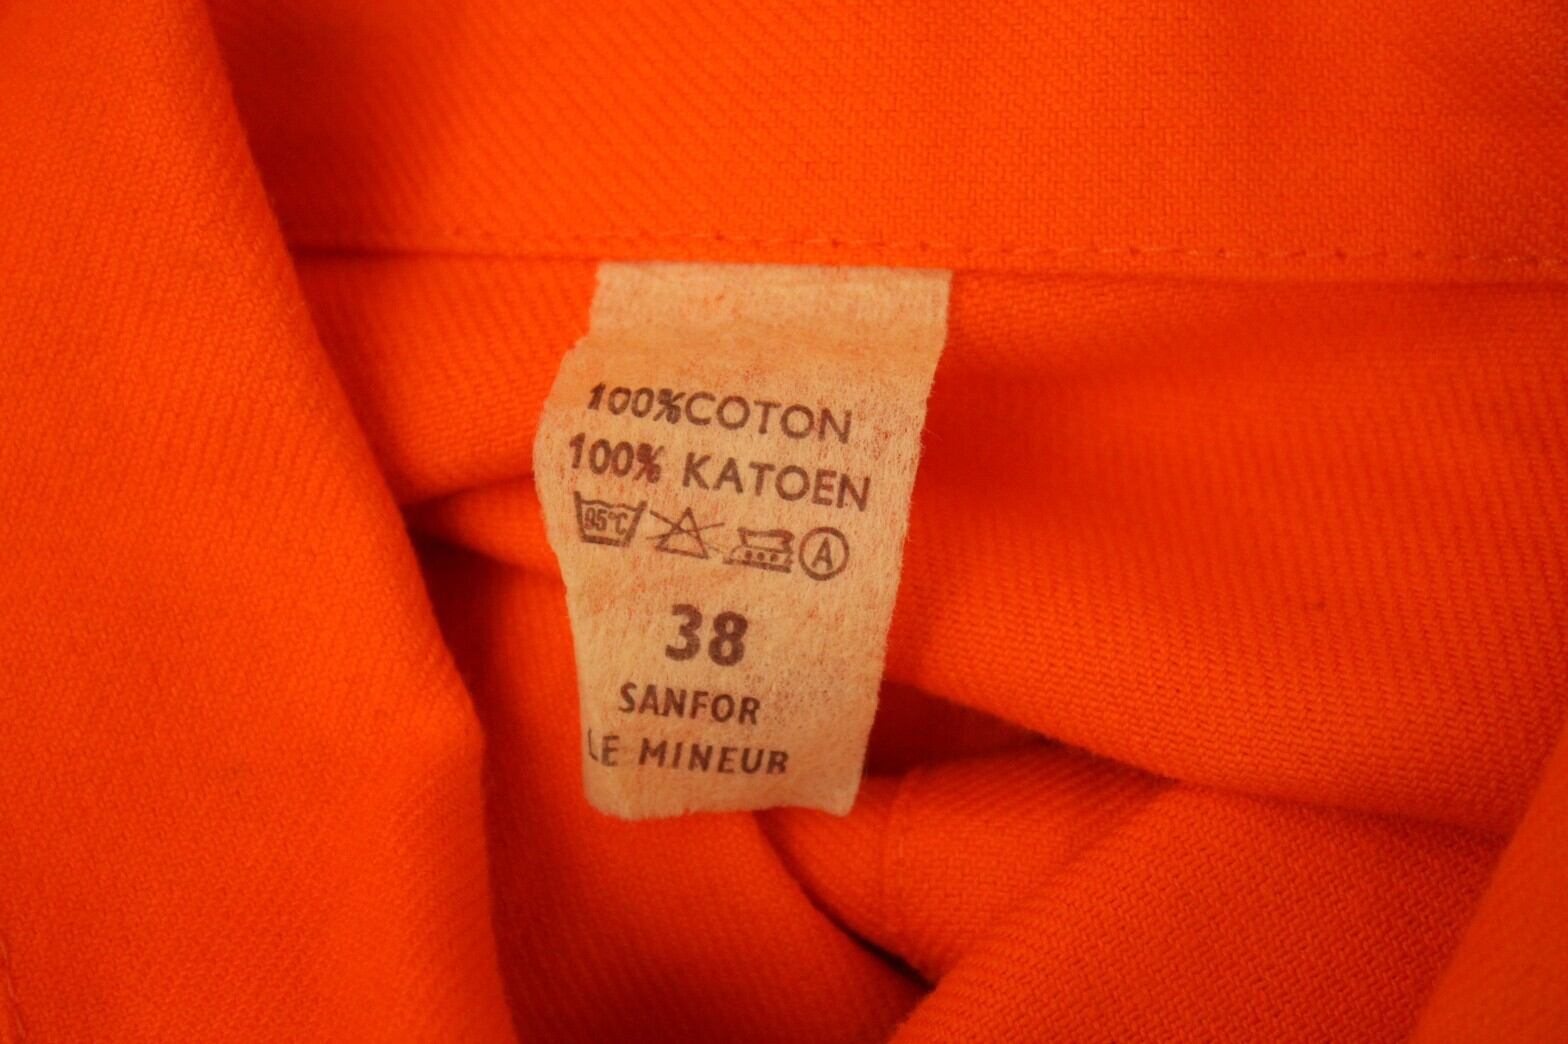 100%COTON
100% KATOEN
95°C A
38
SANFOR
LE MINEUR